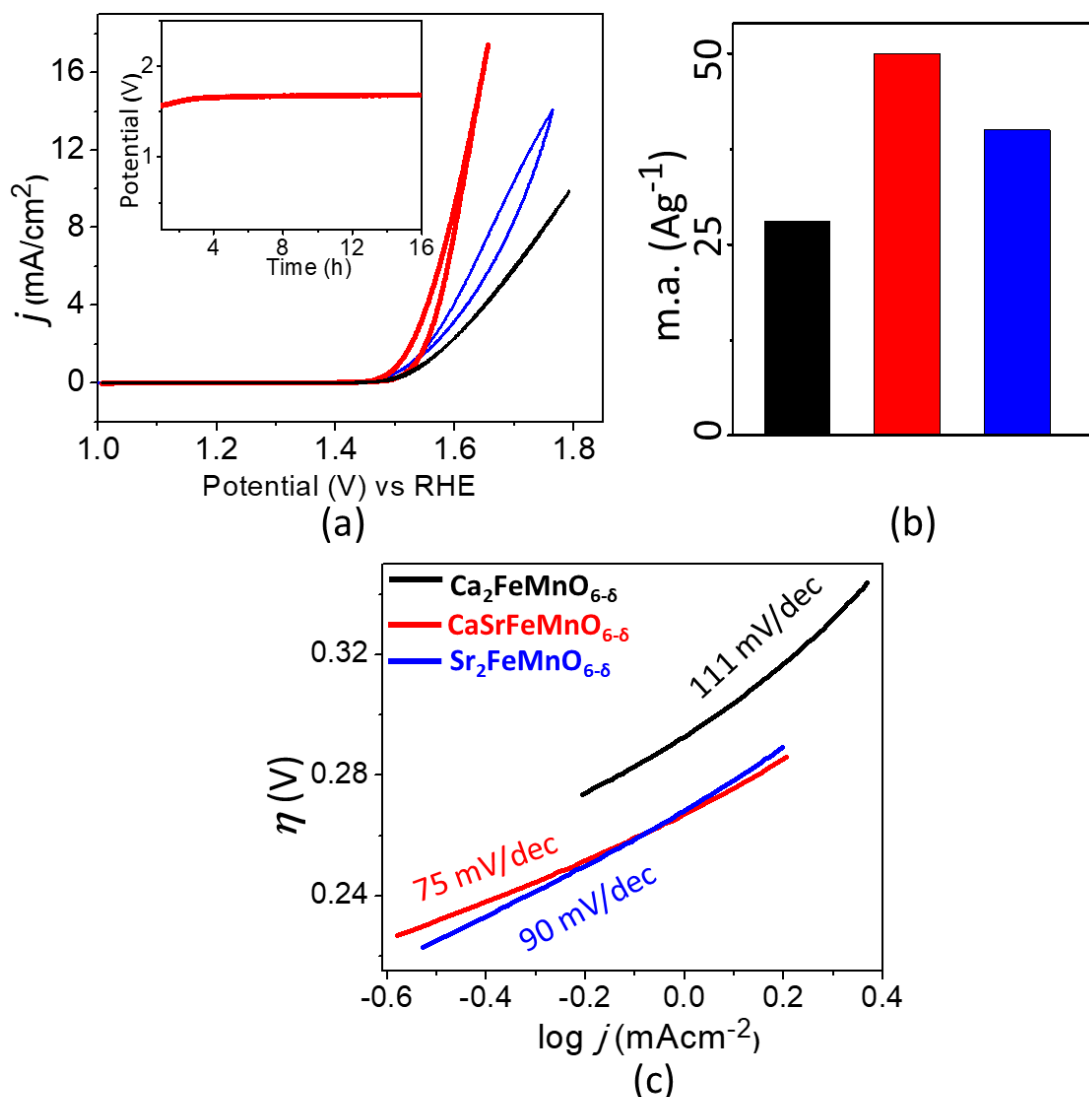 16
12
8
4
0
j (mA/cm²)
1.0 1.2 1.4 1.6 1.8
Potential (V) vs RHE
2
1
Potential (V)
4 8 12 16
Time (h)
(a)
50
25
0
m.a. (Ag⁻¹)
(b)
Ca₂FeMnO₆₋δ
CaSrFeMnO₆₋δ
Sr₂FeMnO₆₋δ
111 mV/dec
75 mV/dec
90 mV/dec
0.32
0.28
0.24
η (V)
-0.6 -0.4 -0.2 0.0 0.2 0.4
log j (mAcm⁻²)
(c)